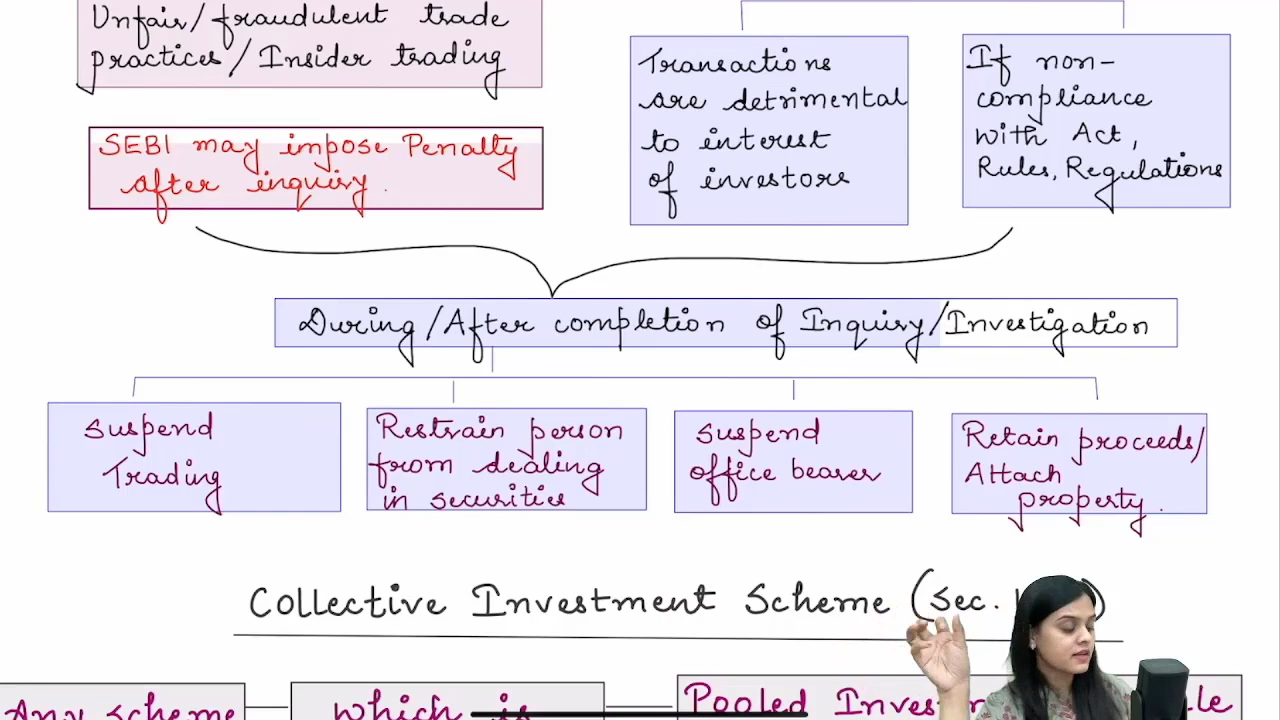 Unfair/fraudulent trade
practices/Insider trading
SEBI may impose Penalty
after inquiry.
Transactions
are detrimental
to interest
of investors
If non-
compliance
with Act,
Rules, Regulations
During/After completion of Inquiry/Investigation
Suspend
Trading
Restrain person
from dealing
in securities
Suspend
office bearer
Retain proceeds/
Attach
property.
Collective Investment Scheme (Sec.
Any scheme
which is
Pooled